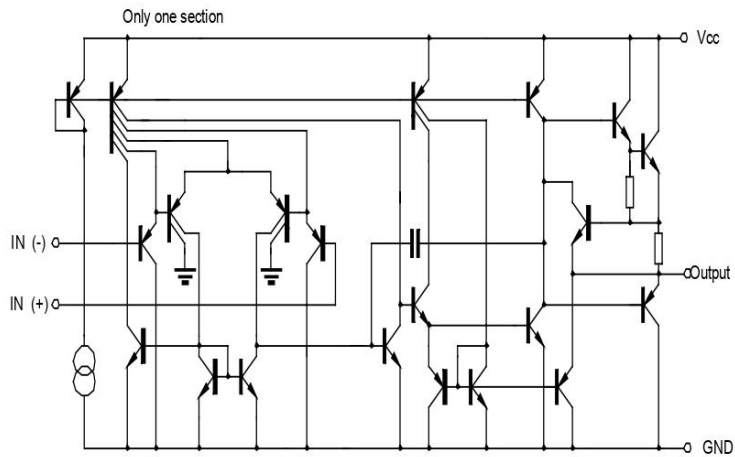 Only one section
Vcc
IN (-)
IN (+)
Output
GND